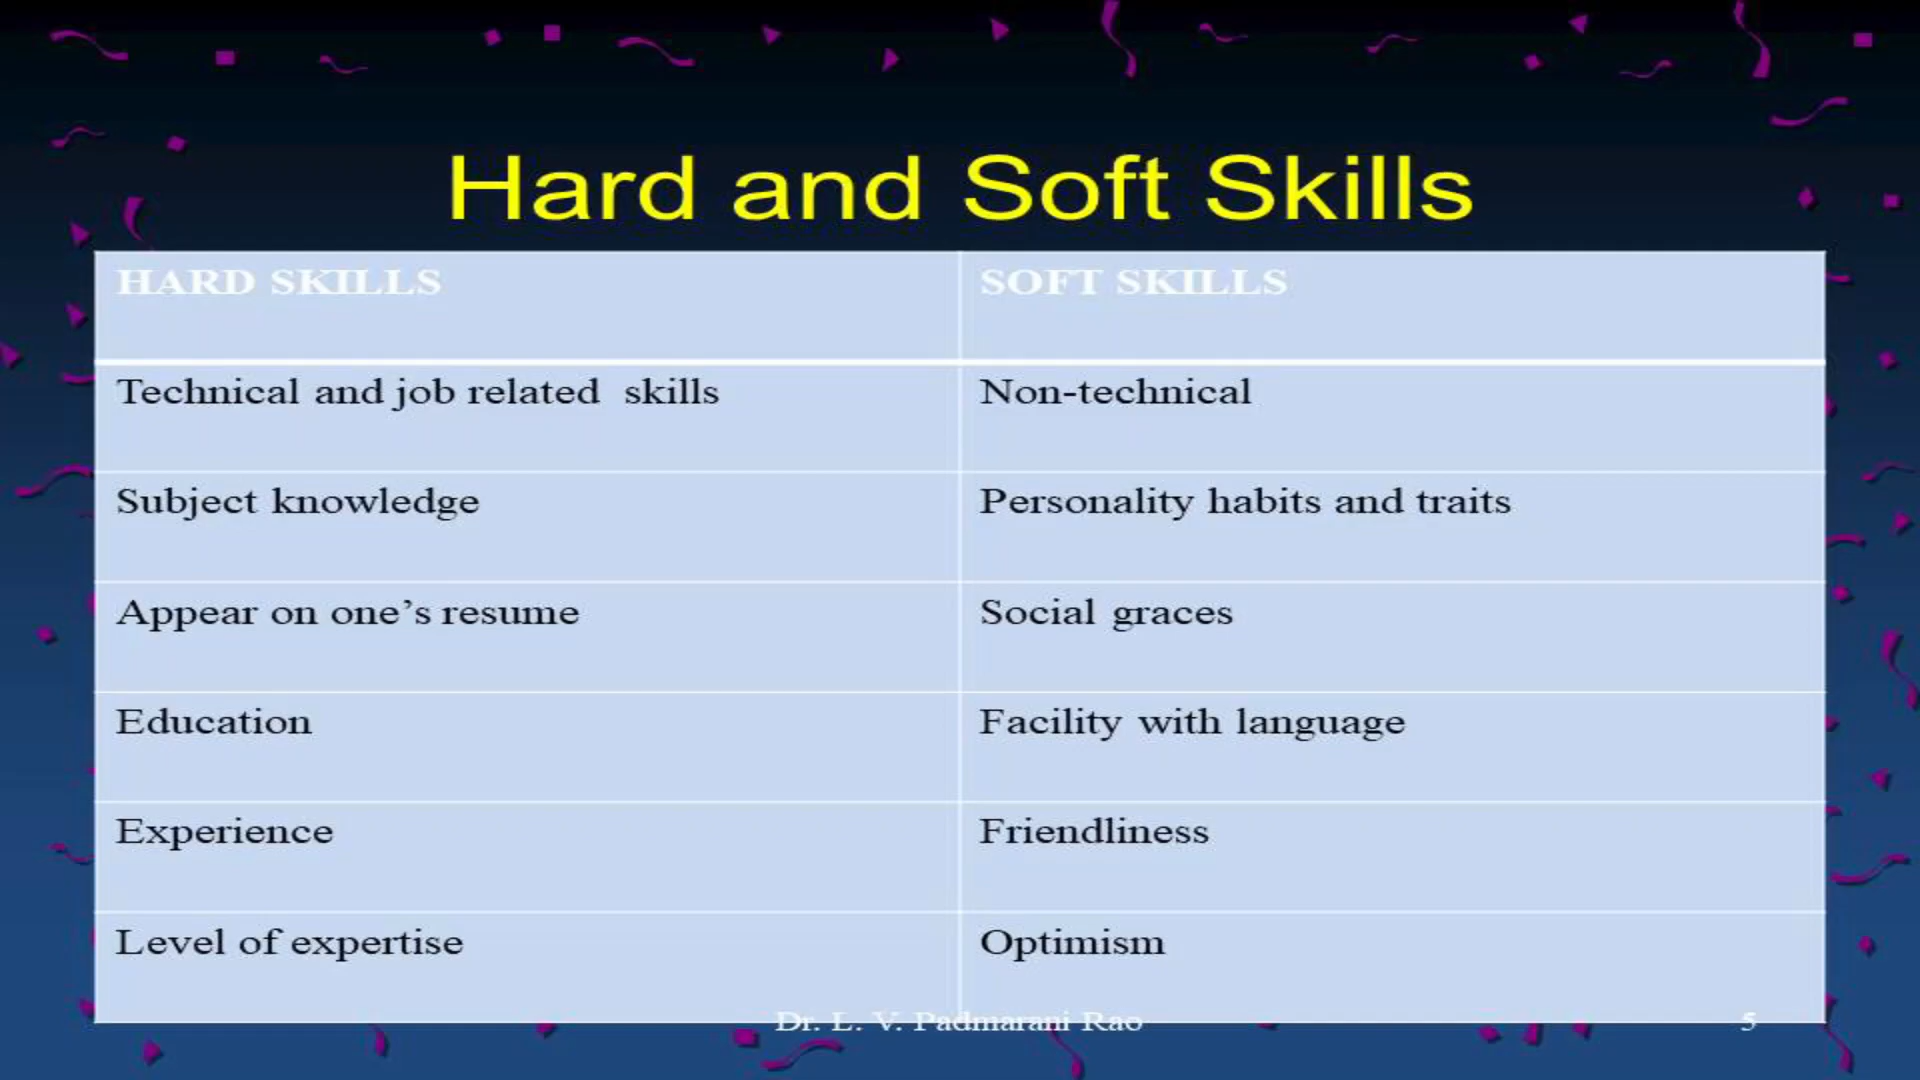 Hard and Soft Skills
HARD SKILLS
SOFT SKILLS
Technical and job related skills
Non-technical
Subject knowledge
Personality habits and traits
Appear on one’s resume
Social graces
Education
Facility with language
Experience
Friendliness
Level of expertise
Optimism
Dr. L. V. Padmarani Rao
5